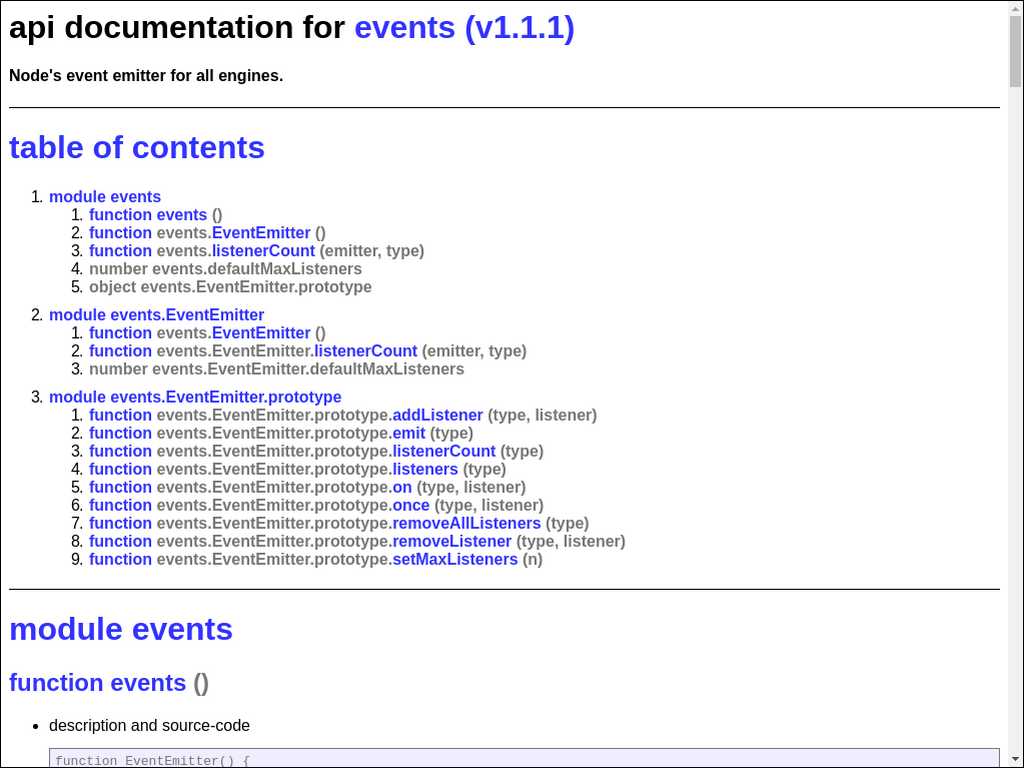 api documentation for events (v1.1.1)
Node's event emitter for all engines.
table of contents
1. module events
1. function events ()
2. function events.EventEmitter ()
3. function events.listenerCount (emitter, type)
4. number events.defaultMaxListeners
5. object events.EventEmitter.prototype
2. module events.EventEmitter
1. function events.EventEmitter ()
2. function events.EventEmitter.listenerCount (emitter, type)
3. number events.EventEmitter.defaultMaxListeners
3. module events.EventEmitter.prototype
1. function events.EventEmitter.prototype.addListener (type, listener)
2. function events.EventEmitter.prototype.emit (type)
3. function events.EventEmitter.prototype.listenerCount (type)
4. function events.EventEmitter.prototype.listeners (type)
5. function events.EventEmitter.prototype.on (type, listener)
6. function events.EventEmitter.prototype.once (type, listener)
7. function events.EventEmitter.prototype.removeAllListeners (type)
8. function events.EventEmitter.prototype.removeListener (type, listener)
9. function events.EventEmitter.prototype.setMaxListeners (n)
module events
function events ()
• description and source-code
function EventEmitter() {